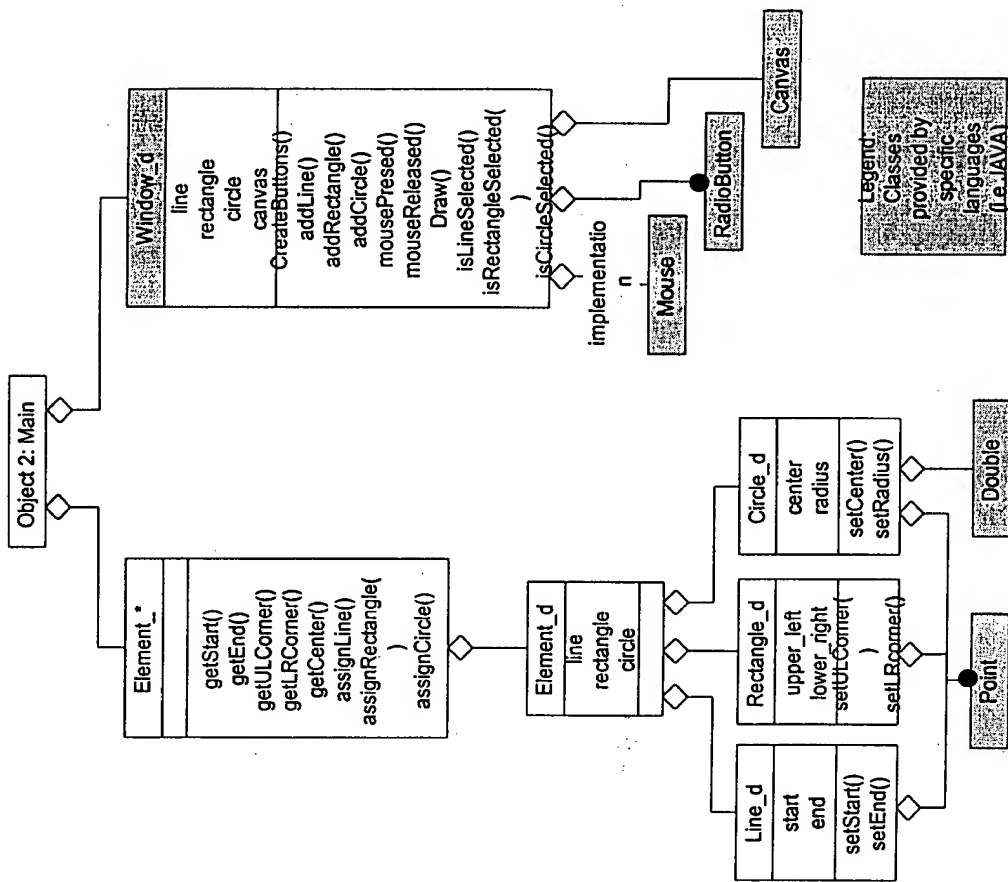 Object 2: Main
Element_*
getStart()
getEnd()
getULCorner()
getLRCorner()
getCenter()
assignLine()
assignRectangle(
)
assignCircle()
Window_d
line
rectangle
circle
canvas
CreateButtons()
addLine()
addRectangle()
addCircle()
mousePresed()
mouseReleased()
Draw()
isLineSelected()
isRectangleSelected(
)
isCircleSelected()
Element_d
line
rectangle
circle
implementatio
n
Mouse
RadioButton
Canvas
Line_d
start
end
setStart()
setEnd()
Rectangle_d
upper_left
lower_right
setULCorner(
)
setLRcorner()
Circle_d
center
radius
setCenter()
setRadius()
Point
Double
Legend
Classes
provided by
specific
languages
(i.e. JAVA)